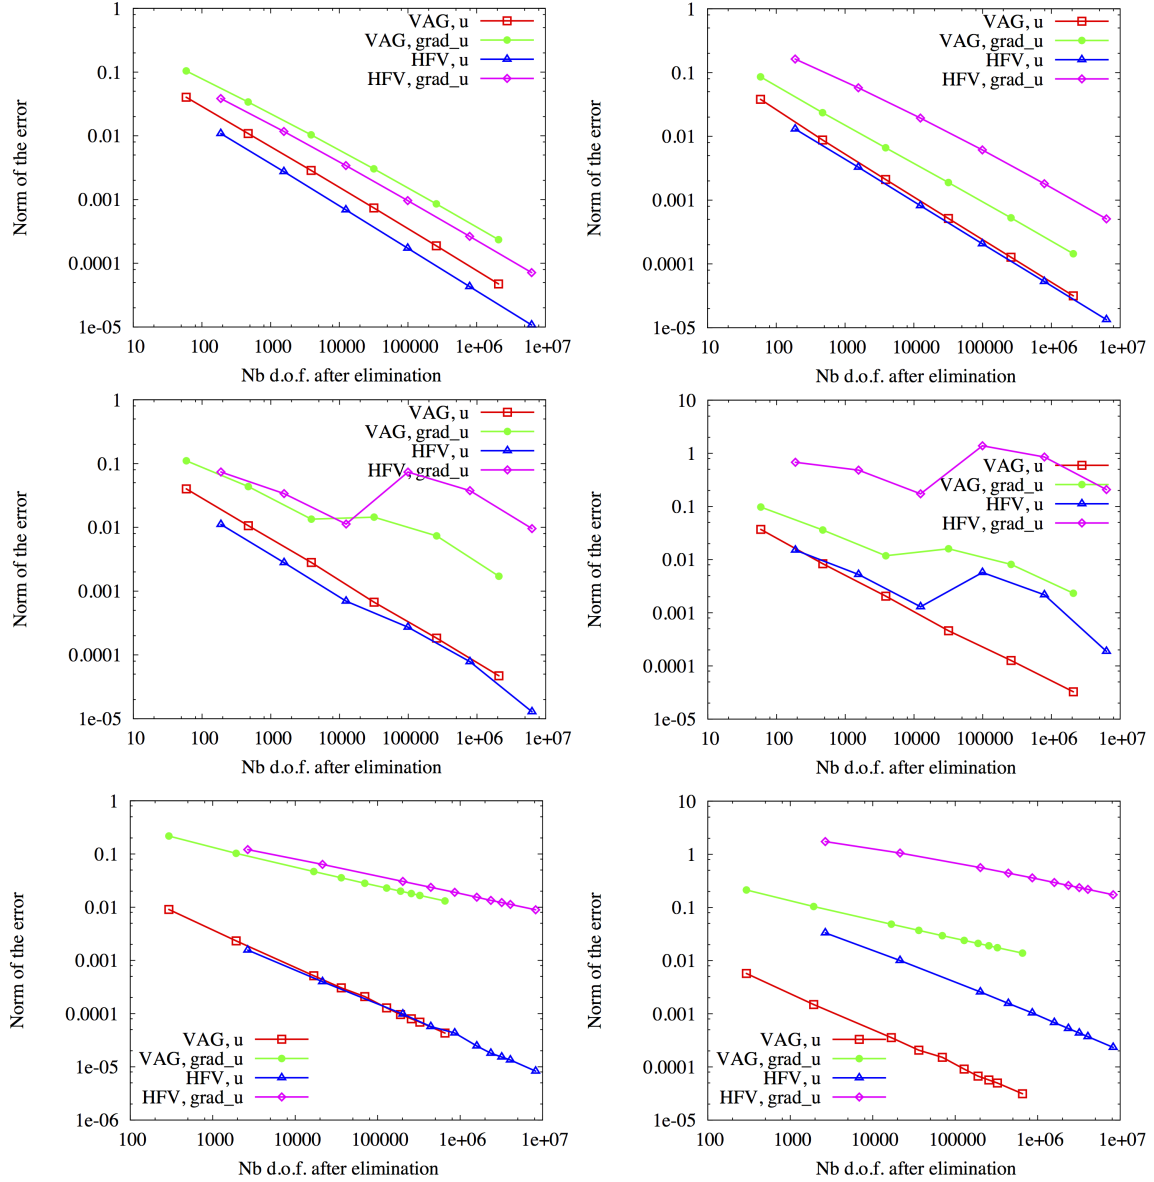 1
0.1
0.01
0.001
0.0001
1e-05
10
100
1000
10000
100000
1e+06
1e+07
Norm of the error
Nb d.o.f. after elimination
VAG, u
VAG, grad_u
HFV, u
HFV, grad_u
1
0.1
0.01
0.001
0.0001
1e-05
10
100
1000
10000
100000
1e+06
1e+07
Norm of the error
Nb d.o.f. after elimination
VAG, u
VAG, grad_u
HFV, u
HFV, grad_u
1
0.1
0.01
0.001
0.0001
1e-05
10
100
1000
10000
100000
1e+06
1e+07
Norm of the error
Nb d.o.f. after elimination
VAG, u
VAG, grad_u
HFV, u
HFV, grad_u
10
1
0.1
0.01
0.001
0.0001
1e-05
10
100
1000
10000
100000
1e+06
1e+07
Norm of the error
Nb d.o.f. after elimination
VAG, u
VAG, grad_u
HFV, u
HFV, grad_u
1
0.1
0.01
0.001
0.0001
1e-05
1e-06
100
1000
10000
100000
1e+06
1e+07
Norm of the error
Nb d.o.f. after elimination
VAG, u
VAG, grad_u
HFV, u
HFV, grad_u
10
1
0.1
0.01
0.001
0.0001
1e-05
100
1000
10000
100000
1e+06
1e+07
Norm of the error
Nb d.o.f. after elimination
VAG, u
VAG, grad_u
HFV, u
HFV, grad_u